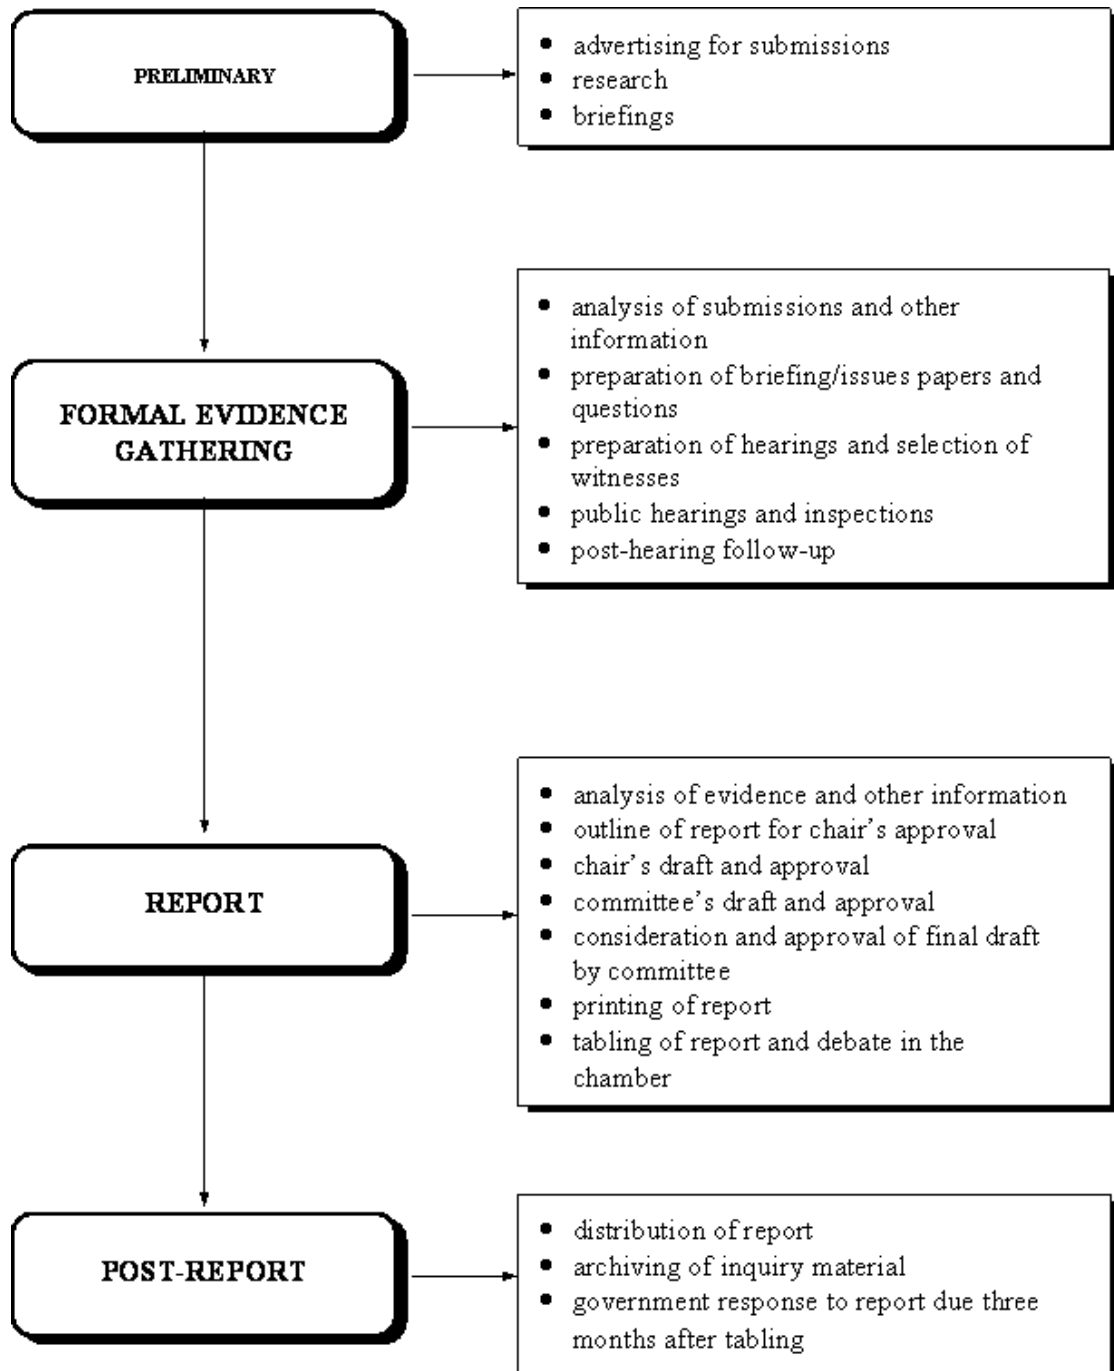 PRELIMINARY
• advertising for submissions
• research
• briefings
FORMAL EVIDENCE
GATHERING
• analysis of submissions and other
information
• preparation of briefing/issues papers and
questions
• preparation of hearings and selection of
witnesses
• public hearings and inspections
• post-hearing follow-up
REPORT
• analysis of evidence and other information
• outline of report for chair’s approval
• chair’s draft and approval
• committee’s draft and approval
• consideration and approval of final draft
by committee
• printing of report
• tabling of report and debate in the
chamber
POST-REPORT
• distribution of report
• archiving of inquiry material
• government response to report due three
months after tabling